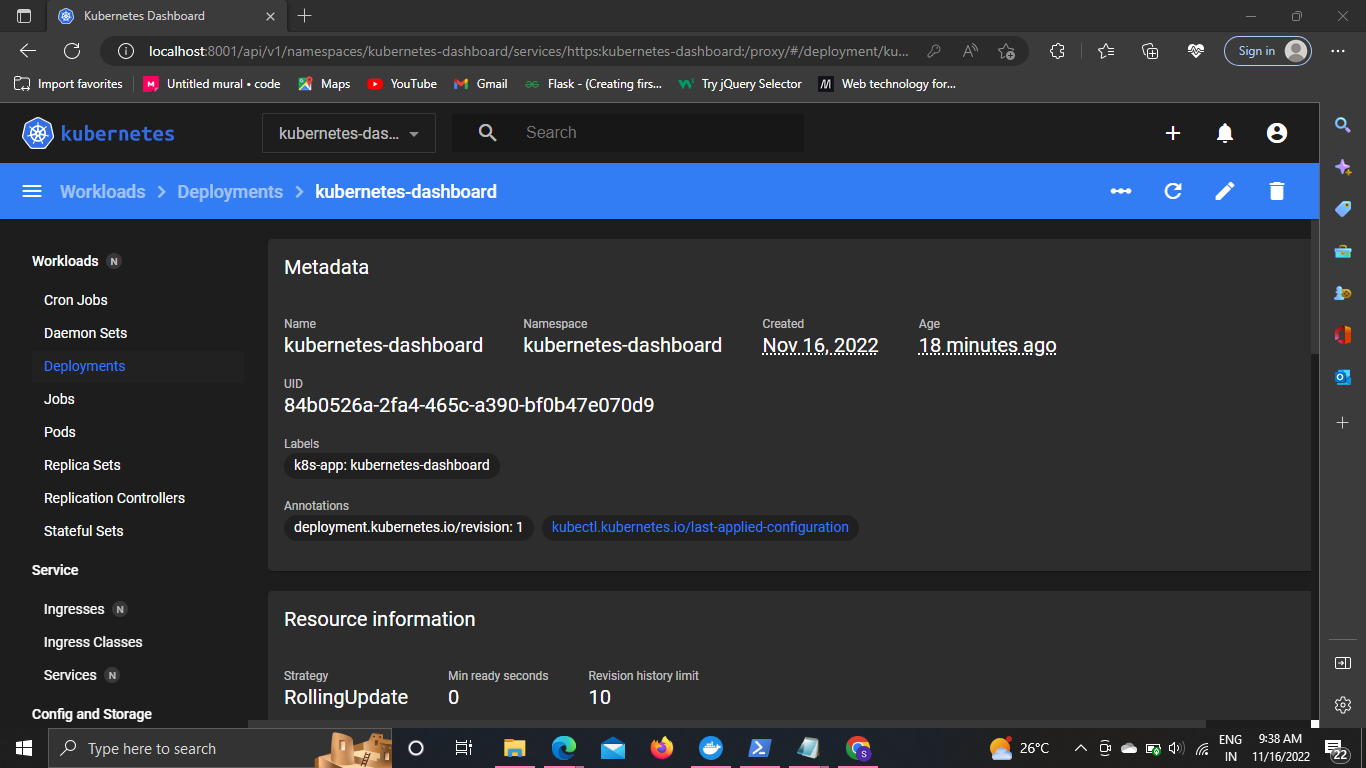 Kubernetes Dashboard
localhost:8001/api/v1/namespaces/kubernetes-dashboard/services/https:kubernetes-dashboard:/proxy/#/deployment/ku...
Sign in
Import favorites
Untitled mural • code
Maps
YouTube
Gmail
Flask - (Creating firs...
Try jQuery Selector
Web technology for...
kubernetes
kubernetes-das...
Search
Workloads
Deployments
kubernetes-dashboard
Workloads N
Cron Jobs
Daemon Sets
Deployments
Jobs
Pods
Replica Sets
Replication Controllers
Stateful Sets
Service
Ingresses N
Ingress Classes
Services N
Config and Storage
Metadata
Name Namespace Created Age
kubernetes-dashboard kubernetes-dashboard Nov 16, 2022 18 minutes ago
UID
84b0526a-2fa4-465c-a390-bf0b47e070d9
Labels
k8s-app: kubernetes-dashboard
Annotations
deployment.kubernetes.io/revision: 1 kubectl.kubernetes.io/last-applied-configuration
Resource information
Strategy Min ready seconds Revision history limit
RollingUpdate 0 10
Type here to search
26°C
ENG
IN
9:38 AM
11/16/2022
22